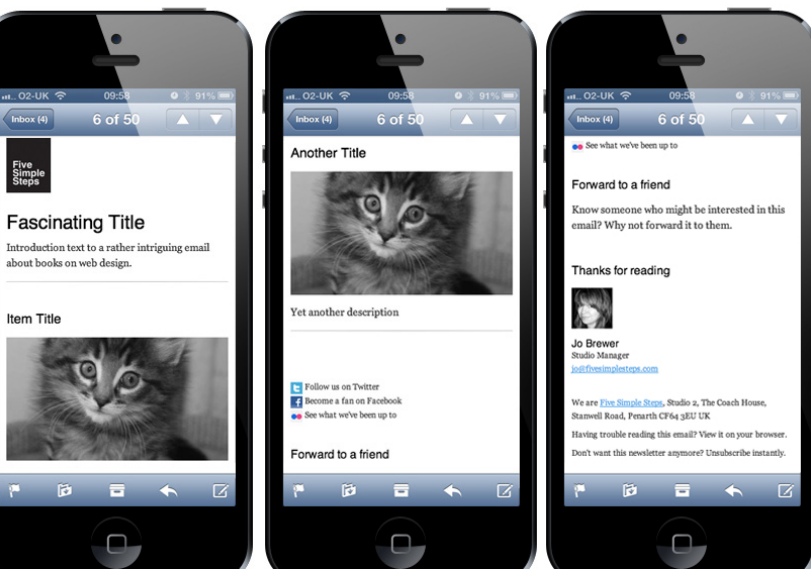 O2-UK
09:58
91%
Inbox (4)
6 of 50
Five
Simple
Steps
Fascinating Title
Introduction text to a rather intriguing email
about books on web design.
Item Title
O2-UK
09:58
91%
Inbox (4)
6 of 50
Another Title
Yet another description
Follow us on Twitter
Become a fan on Facebook
See what we've been up to
Forward to a friend
O2-UK
09:58
91%
Inbox (4)
6 of 50
See what we've been up to
Forward to a friend
Know someone who might be interested in this
email? Why not forward it to them.
Thanks for reading
Jo Brewer
Studio Manager
jo@fivesimplesteps.com
We are Five Simple Steps, Studio 2, The Coach House,
Stanwell Road, Penarth CF64 3EU UK
Having trouble reading this email? View it on your browser.
Don't want this newsletter anymore? Unsubscribe instantly.